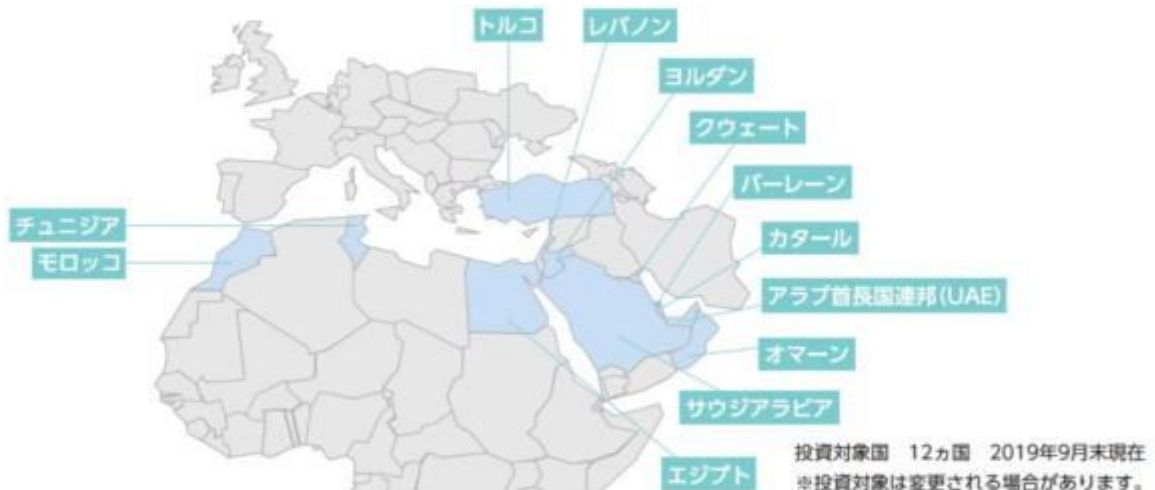 トルコ
レバノン
ヨルダン
クウェート
バーレーン
チュニジア
カタール
モロッコ
アラブ首長国連邦(UAE)
オマーン
サウジアラビア
投資対象国　12ヵ国　2019年9月末現在
エジプト
※投資対象は変更される場合があります。